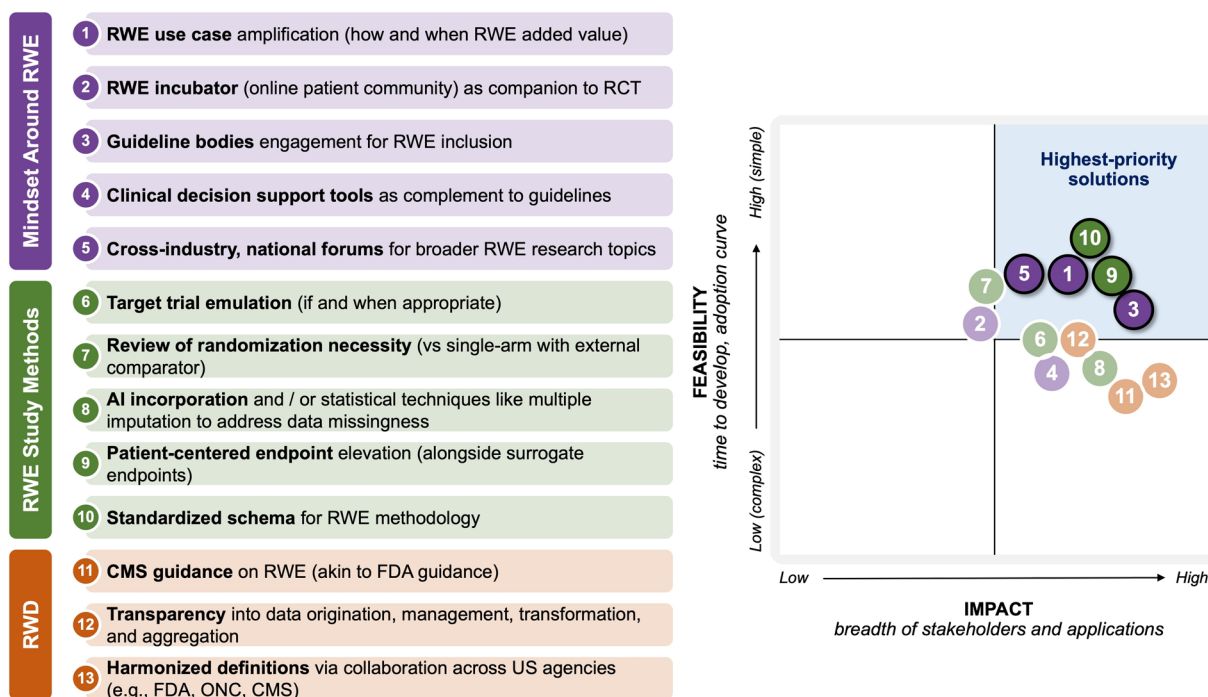 Mindset Around RWE
1 RWE use case amplification (how and when RWE added value)
2 RWE incubator (online patient community) as companion to RCT
3 Guideline bodies engagement for RWE inclusion
4 Clinical decision support tools as complement to guidelines
5 Cross-industry, national forums for broader RWE research topics
RWE Study Methods
6 Target trial emulation (if and when appropriate)
7 Review of randomization necessity (vs single-arm with external
comparator)
8 AI incorporation and / or statistical techniques like multiple
imputation to address data missingness
9 Patient-centered endpoint elevation (alongside surrogate
endpoints)
10 Standardized schema for RWE methodology
RWD
11 CMS guidance on RWE (akin to FDA guidance)
12 Transparency into data origination, management, transformation,
and aggregation
13 Harmonized definitions via collaboration across US agencies
(e.g., FDA, ONC, CMS)
FEASIBILITY
time to develop, adoption curve
High (simple)
Low (complex)
Highest-priority
solutions
10
5
1
9
7
3
2
6
12
4
8
13
11
Low
High
IMPACT
breadth of stakeholders and applications